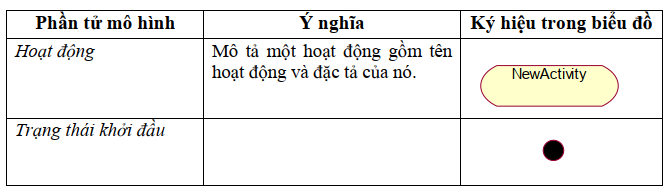 Phần tử mô hình
Ý nghĩa
Ký hiệu trong biểu đồ
Hoạt động
Mô tả một hoạt động gồm tên
hoạt động và đặc tả của nó.
NewActivity
Trạng thái khởi đầu